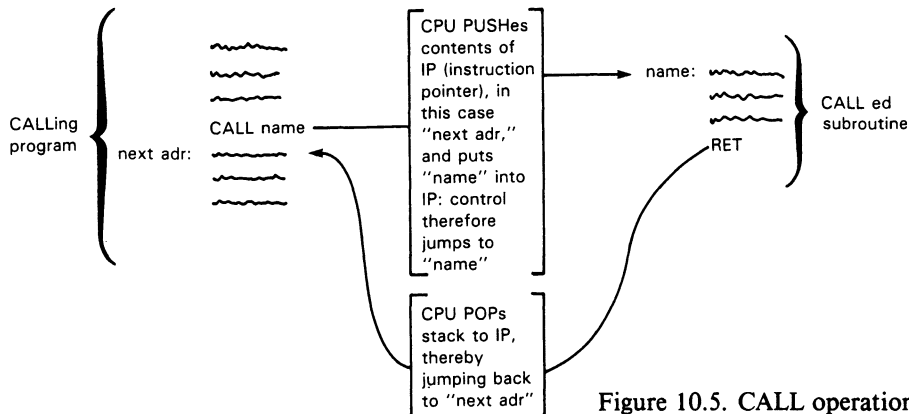 CALLing
program
CALL name
next adr:
CPU PUSHes
contents of
IP (instruction
pointer), in
this case
"next adr,"
and puts
"name" into
IP: control
therefore
jumps to
"name"
name:
RET
CALL ed
subroutine
CPU POPs
stack to IP,
thereby
jumping back
to "next adr"
Figure 10.5. CALL operation